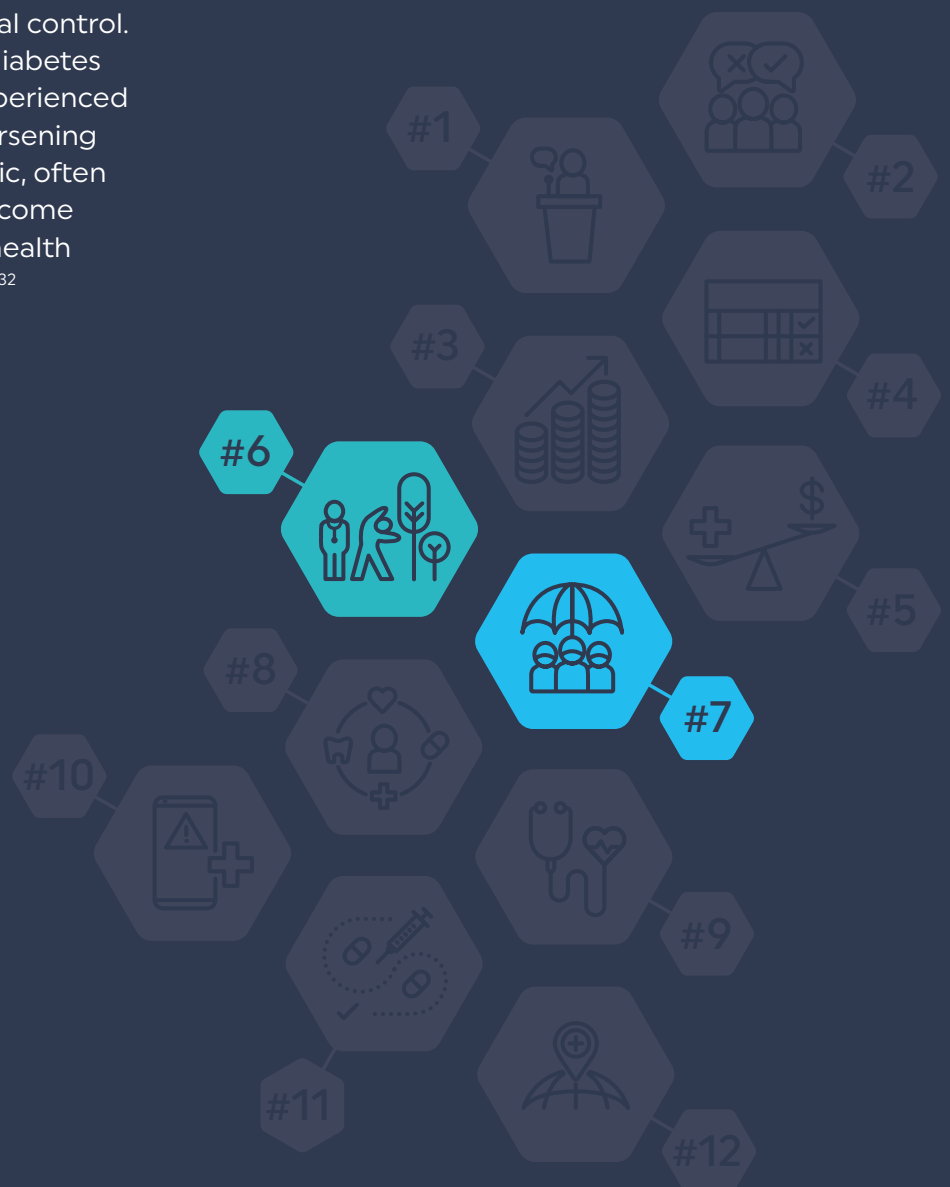 al control.
iabetes
perienced
rsening
ic, often
come
health
32
#1
#2
#3
#4
#6
#5
#7
#8
#10
#9
#11
#12
$